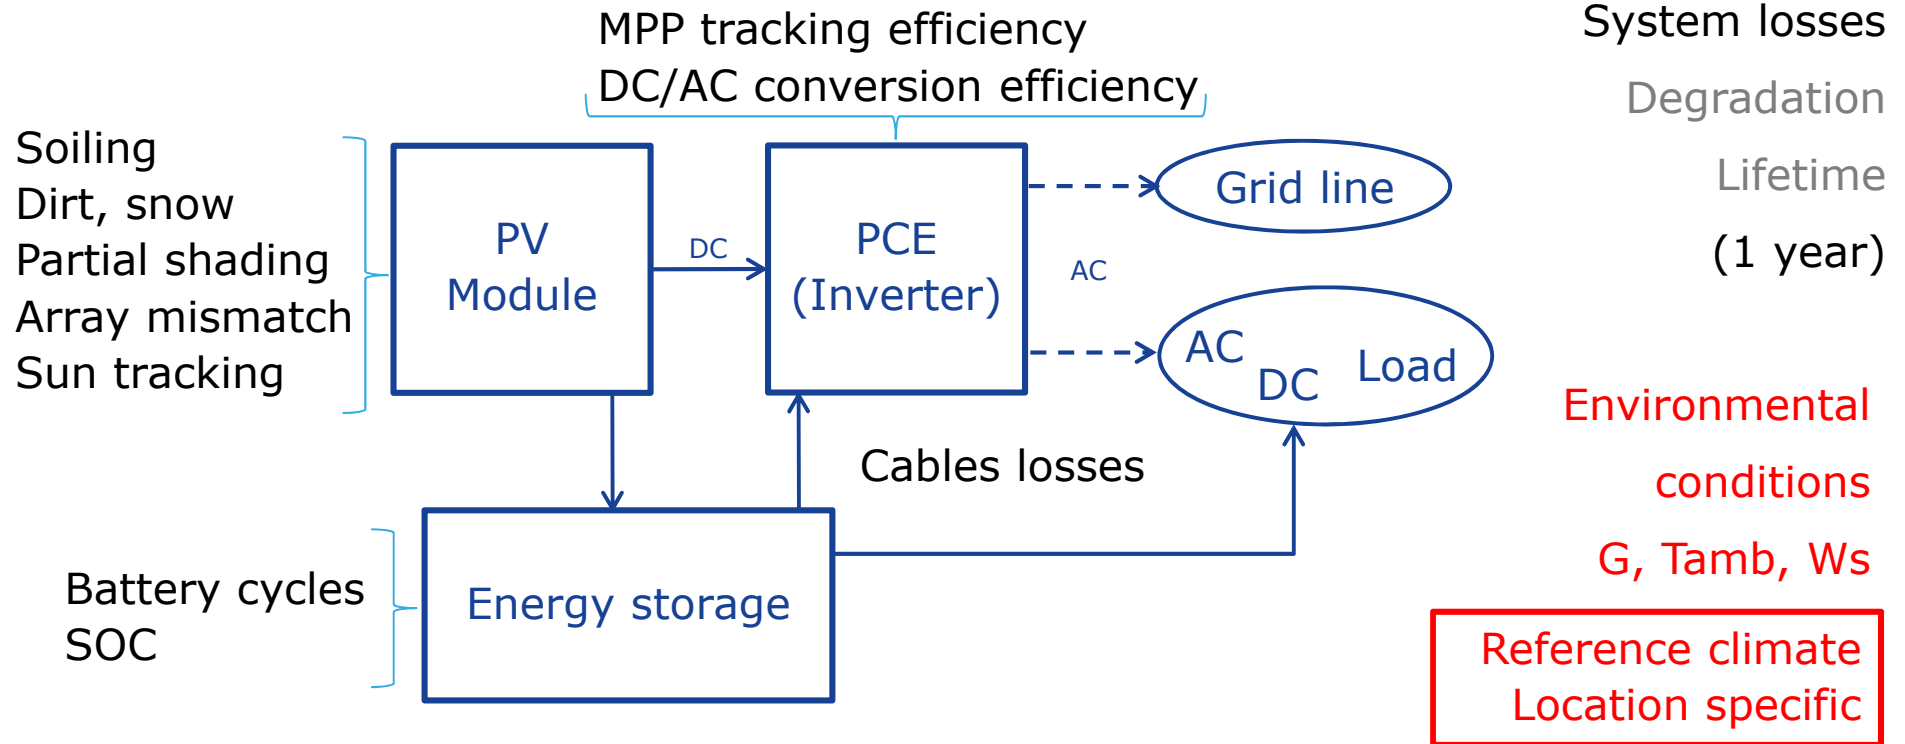 MPP tracking efficiency
DC/AC conversion efficiency
System losses
Degradation
Lifetime
(1 year)
Soiling
Dirt, snow
Partial shading
Array mismatch
Sun tracking
PV
Module
DC
PCE
(Inverter)
AC
Grid line
AC
DC
Load
Cables losses
Battery cycles
SOC
Energy storage
Environmental
conditions
G, Tamb, Ws
Reference climate
Location specific